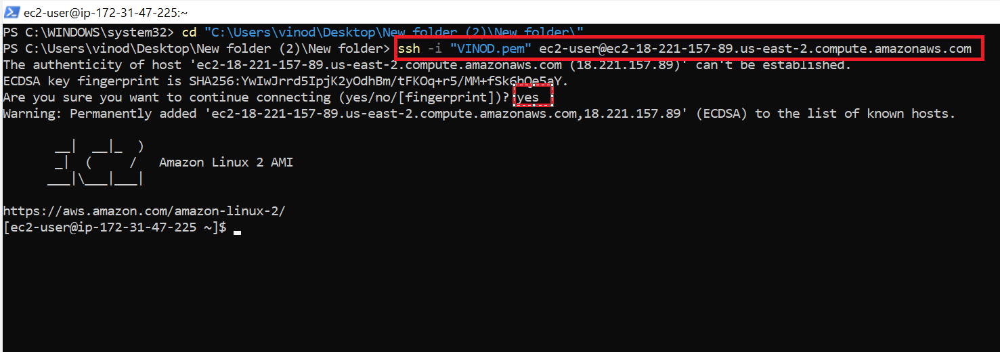 ec2-user@ip-172-31-47-225:~
PS C:\WINDOWS\system32> cd "C:\Users\vinod\Desktop\New folder (2)\New folder\"
PS C:\Users\vinod\Desktop\New folder (2)\New folder> ssh -i "VINOD.pem" ec2-user@ec2-18-221-157-89.us-east-2.compute.amazonaws.com
The authenticity of host 'ec2-18-221-157-89.us-east-2.compute.amazonaws.com (18.221.157.89)' can't be established.
ECDSA key fingerprint is SHA256:YwIwJrrd5IpjK2yOdhBm/tFKOq+r5/MM+fSk6hQe5aY.
Are you sure you want to continue connecting (yes/no/[fingerprint])? yes
Warning: Permanently added 'ec2-18-221-157-89.us-east-2.compute.amazonaws.com,18.221.157.89' (ECDSA) to the list of known hosts.
       __|  __|_  )
       _|  (     /   Amazon Linux 2 AMI
      ___|\___|___|
https://aws.amazon.com/amazon-linux-2/
[ec2-user@ip-172-31-47-225 ~]$